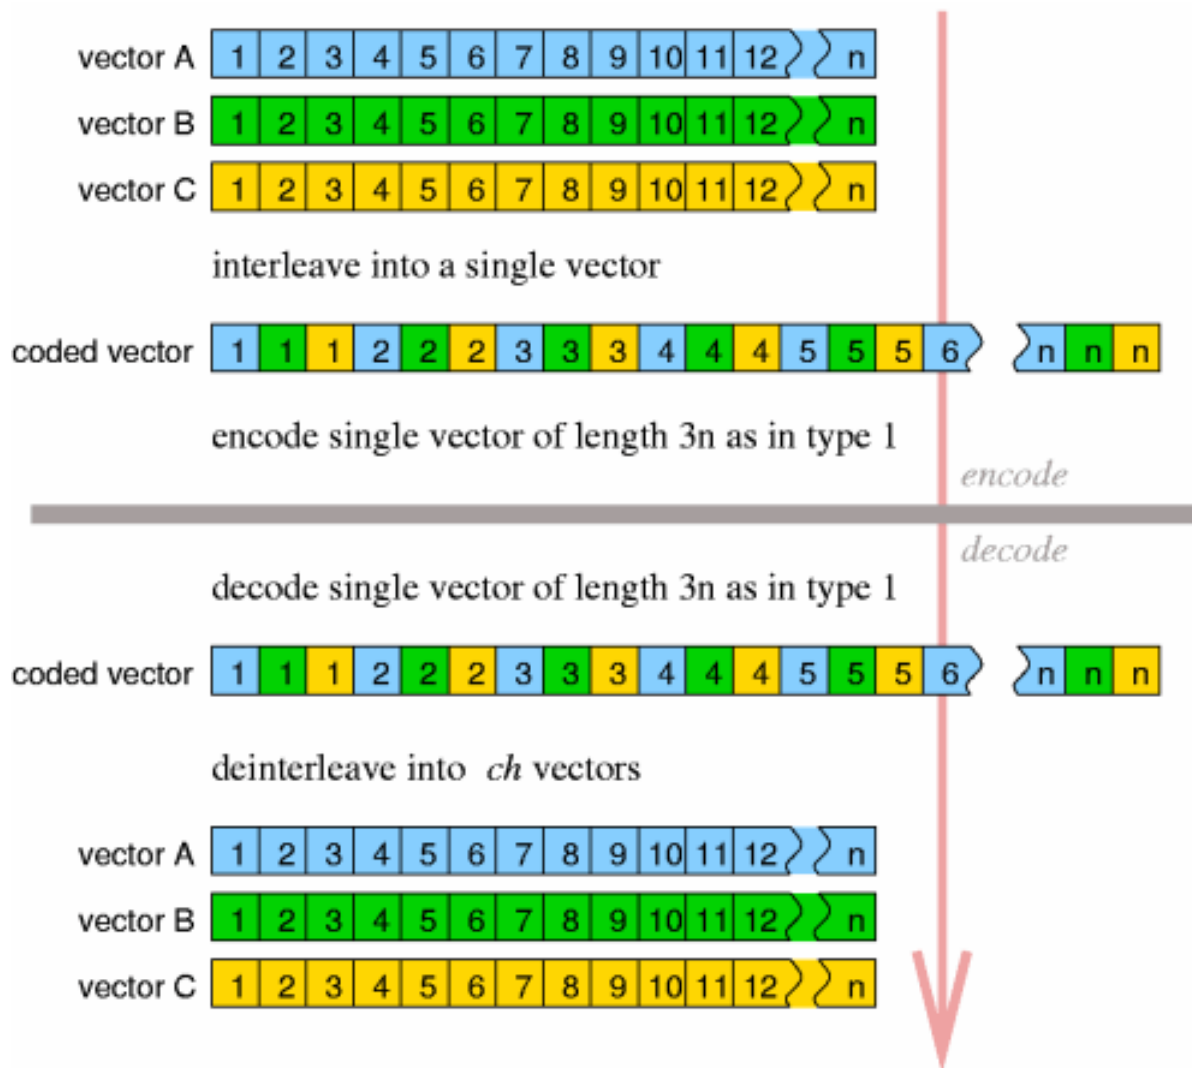 vector A 1 2 3 4 5 6 7 8 9 10 11 12 n
vector B 1 2 3 4 5 6 7 8 9 10 11 12 n
vector C 1 2 3 4 5 6 7 8 9 10 11 12 n
interleave into a single vector
coded vector 1 1 1 2 2 2 3 3 3 4 4 4 5 5 5 6 n n n
encode single vector of length 3n as in type 1
encode
decode
decode single vector of length 3n as in type 1
coded vector 1 1 1 2 2 2 3 3 3 4 4 4 5 5 5 6 n n n
deinterleave into ch vectors
vector A 1 2 3 4 5 6 7 8 9 10 11 12 n
vector B 1 2 3 4 5 6 7 8 9 10 11 12 n
vector C 1 2 3 4 5 6 7 8 9 10 11 12 n